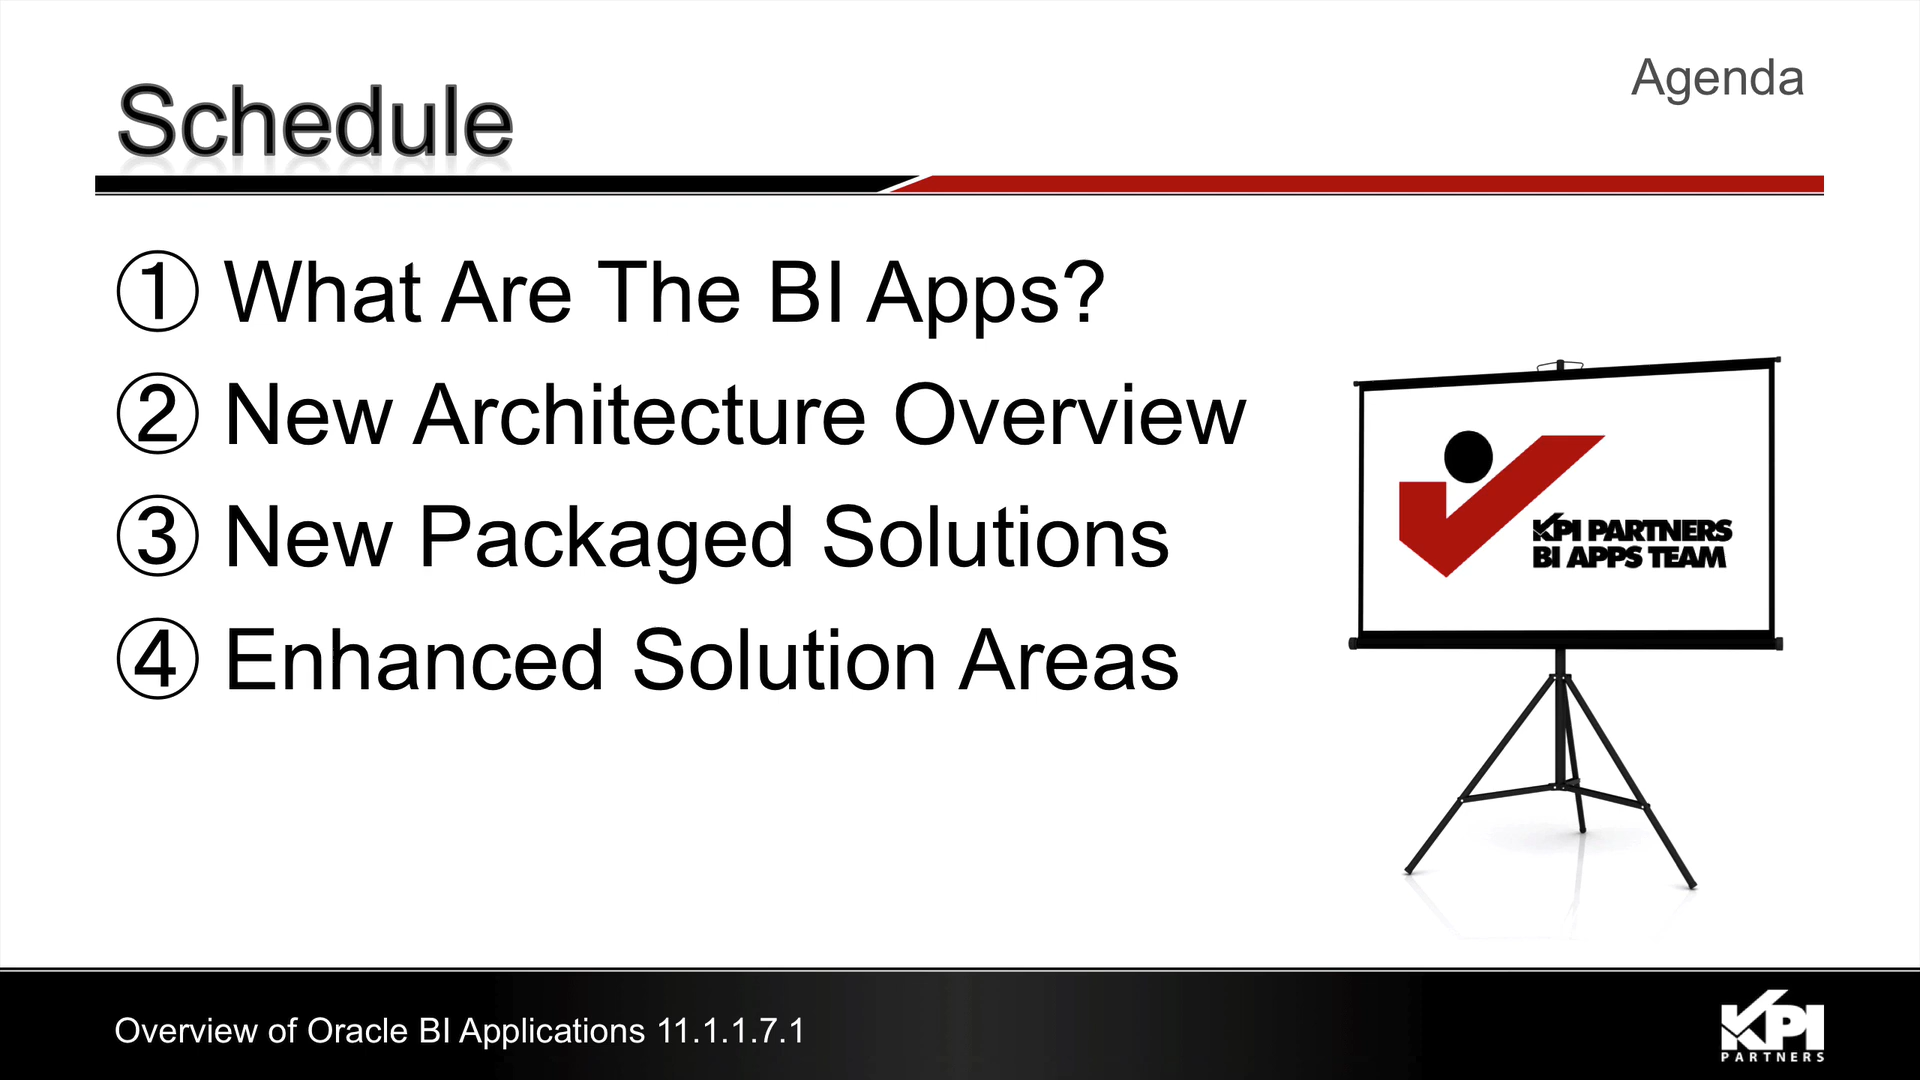 Agenda
Schedule
① What Are The BI Apps?
② New Architecture Overview
③ New Packaged Solutions
④ Enhanced Solution Areas
KPI PARTNERS
BI APPS TEAM
Overview of Oracle BI Applications 11.1.1.7.1
KPI
PARTNERS